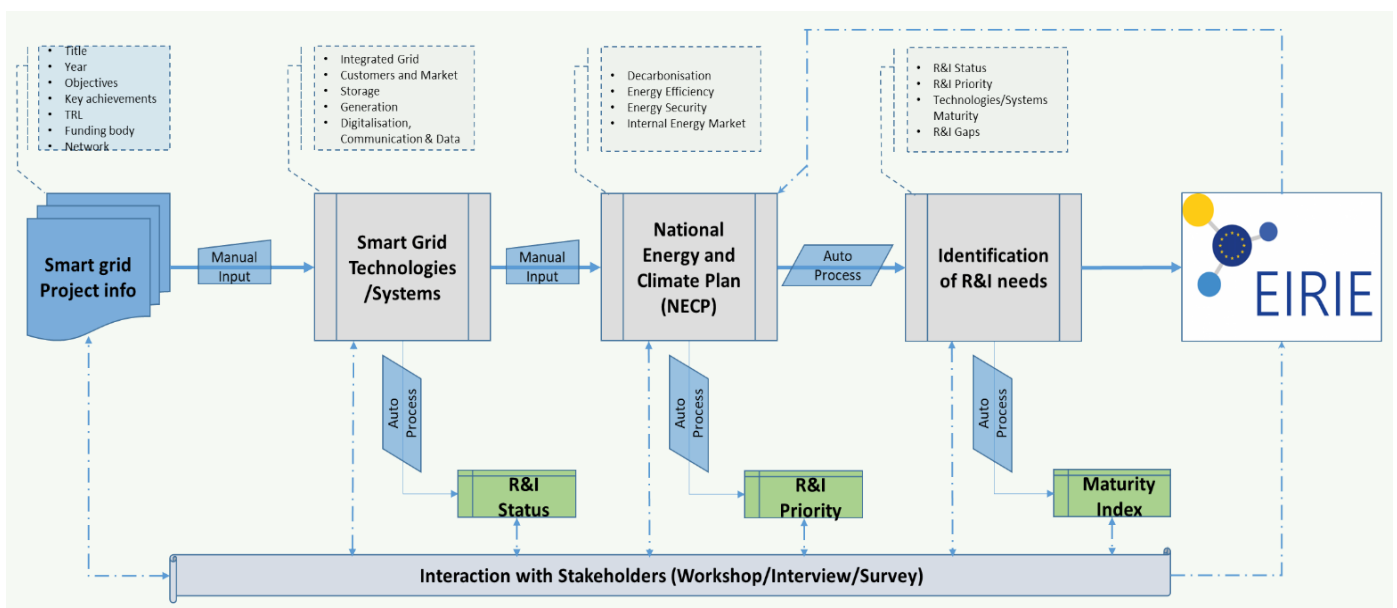 • Title
• Year
• Objectives
• Key achievements
• TRL
• Funding body
• Network
• Integrated Grid
• Customers and Market
• Storage
• Generation
• Digitalisation,
Communication & Data
• Decarbonisation
• Energy Efficiency
• Energy Security
• Internal Energy Market
• R&I Status
• R&I Priority
• Technologies/Systems
Maturity
• R&I Gaps
Smart grid
Project info
Manual
Input
Smart Grid
Technologies
/Systems
Manual
Input
National
Energy and
Climate Plan
(NECP)
Auto
Process
Identification
of R&I needs
EIRIE
Auto
Process
Auto
Process
Auto
Process
R&I
Status
R&I
Priority
Maturity
Index
Interaction with Stakeholders (Workshop/Interview/Survey)